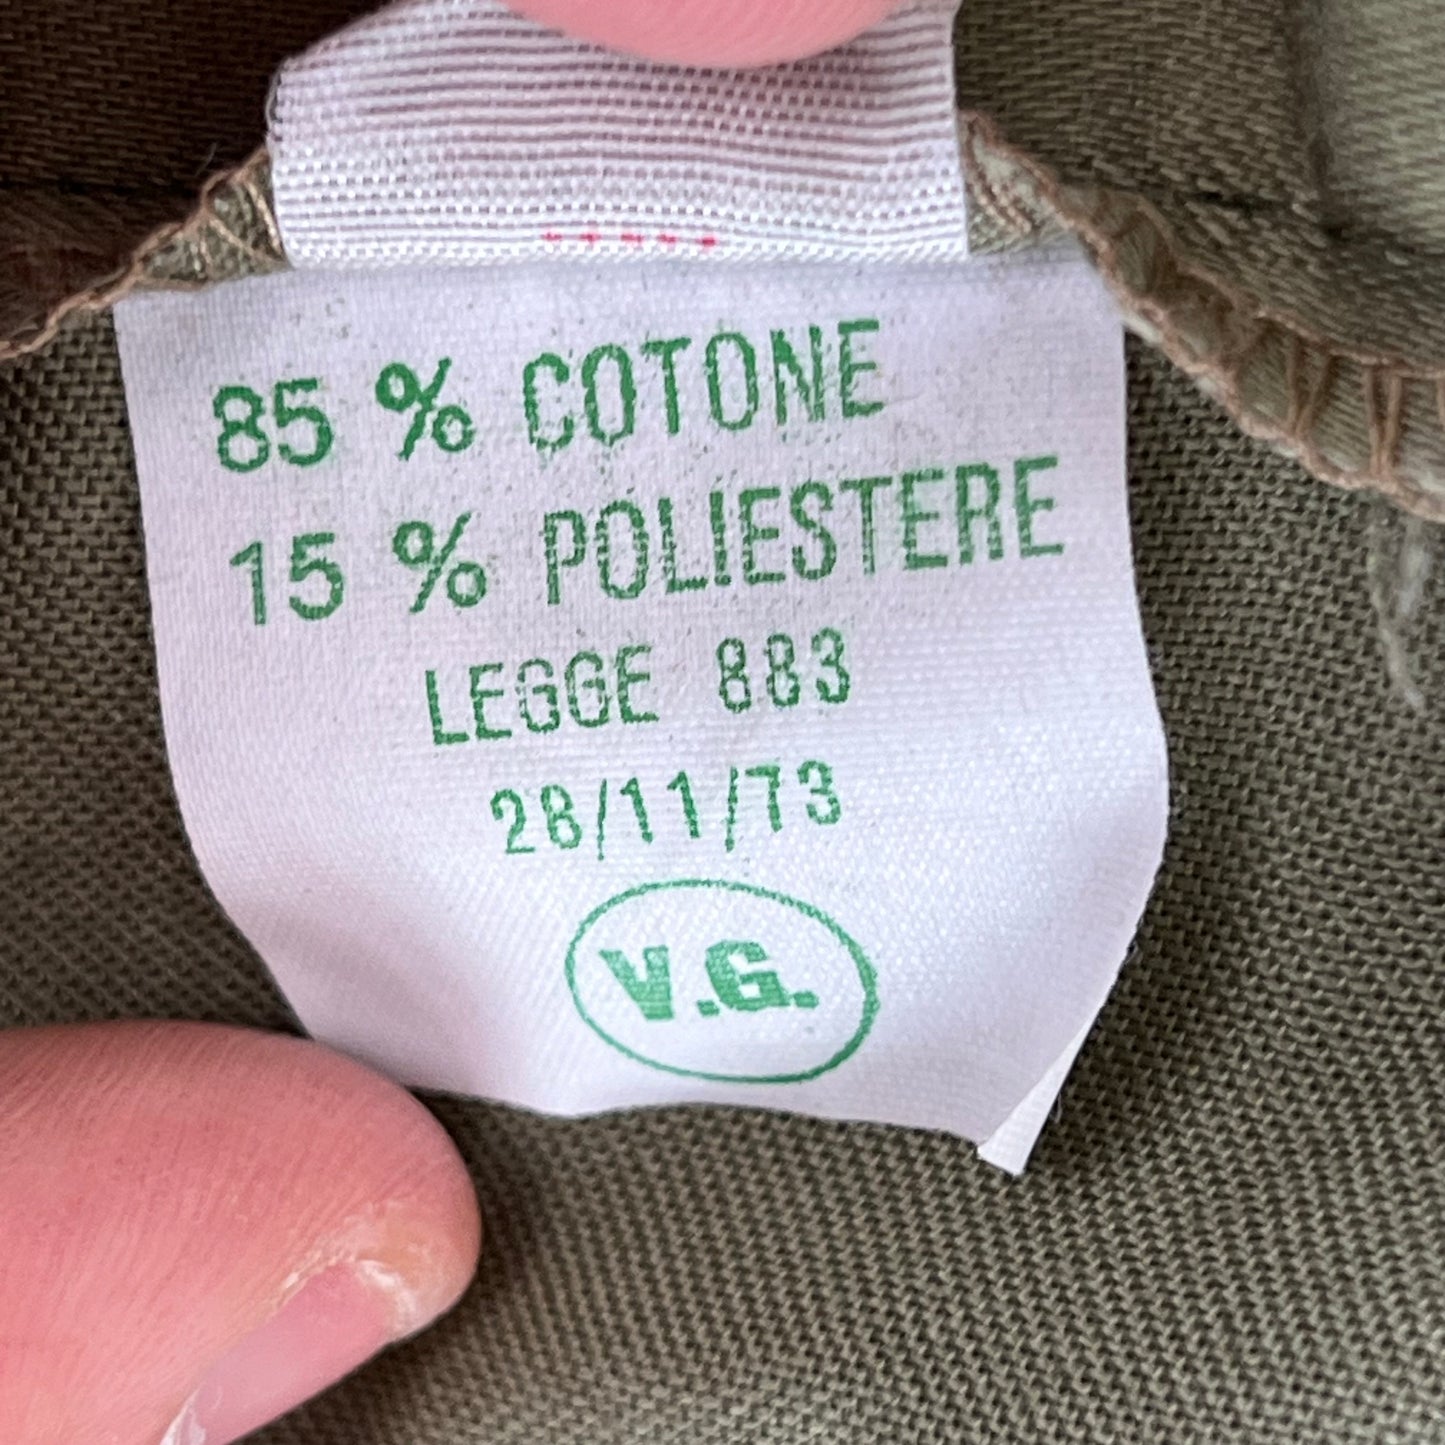 85 % COTONE
15 % POLIESTERE
LEGGE 883
28/11/73
V.G.